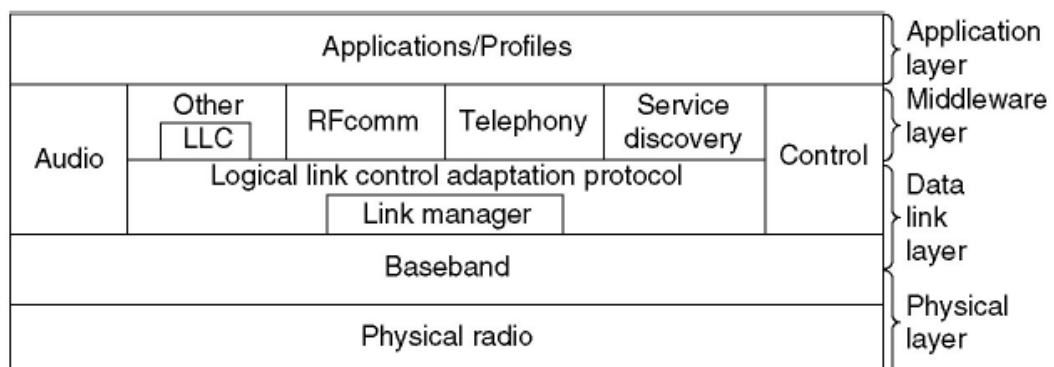 Applications/Profiles
Application
layer
Audio
Other
LLC
RFcomm
Telephony
Service
discovery
Control
Middleware
layer
Logical link control adaptation protocol
Link manager
Data
link
layer
Baseband
Physical radio
Physical
layer